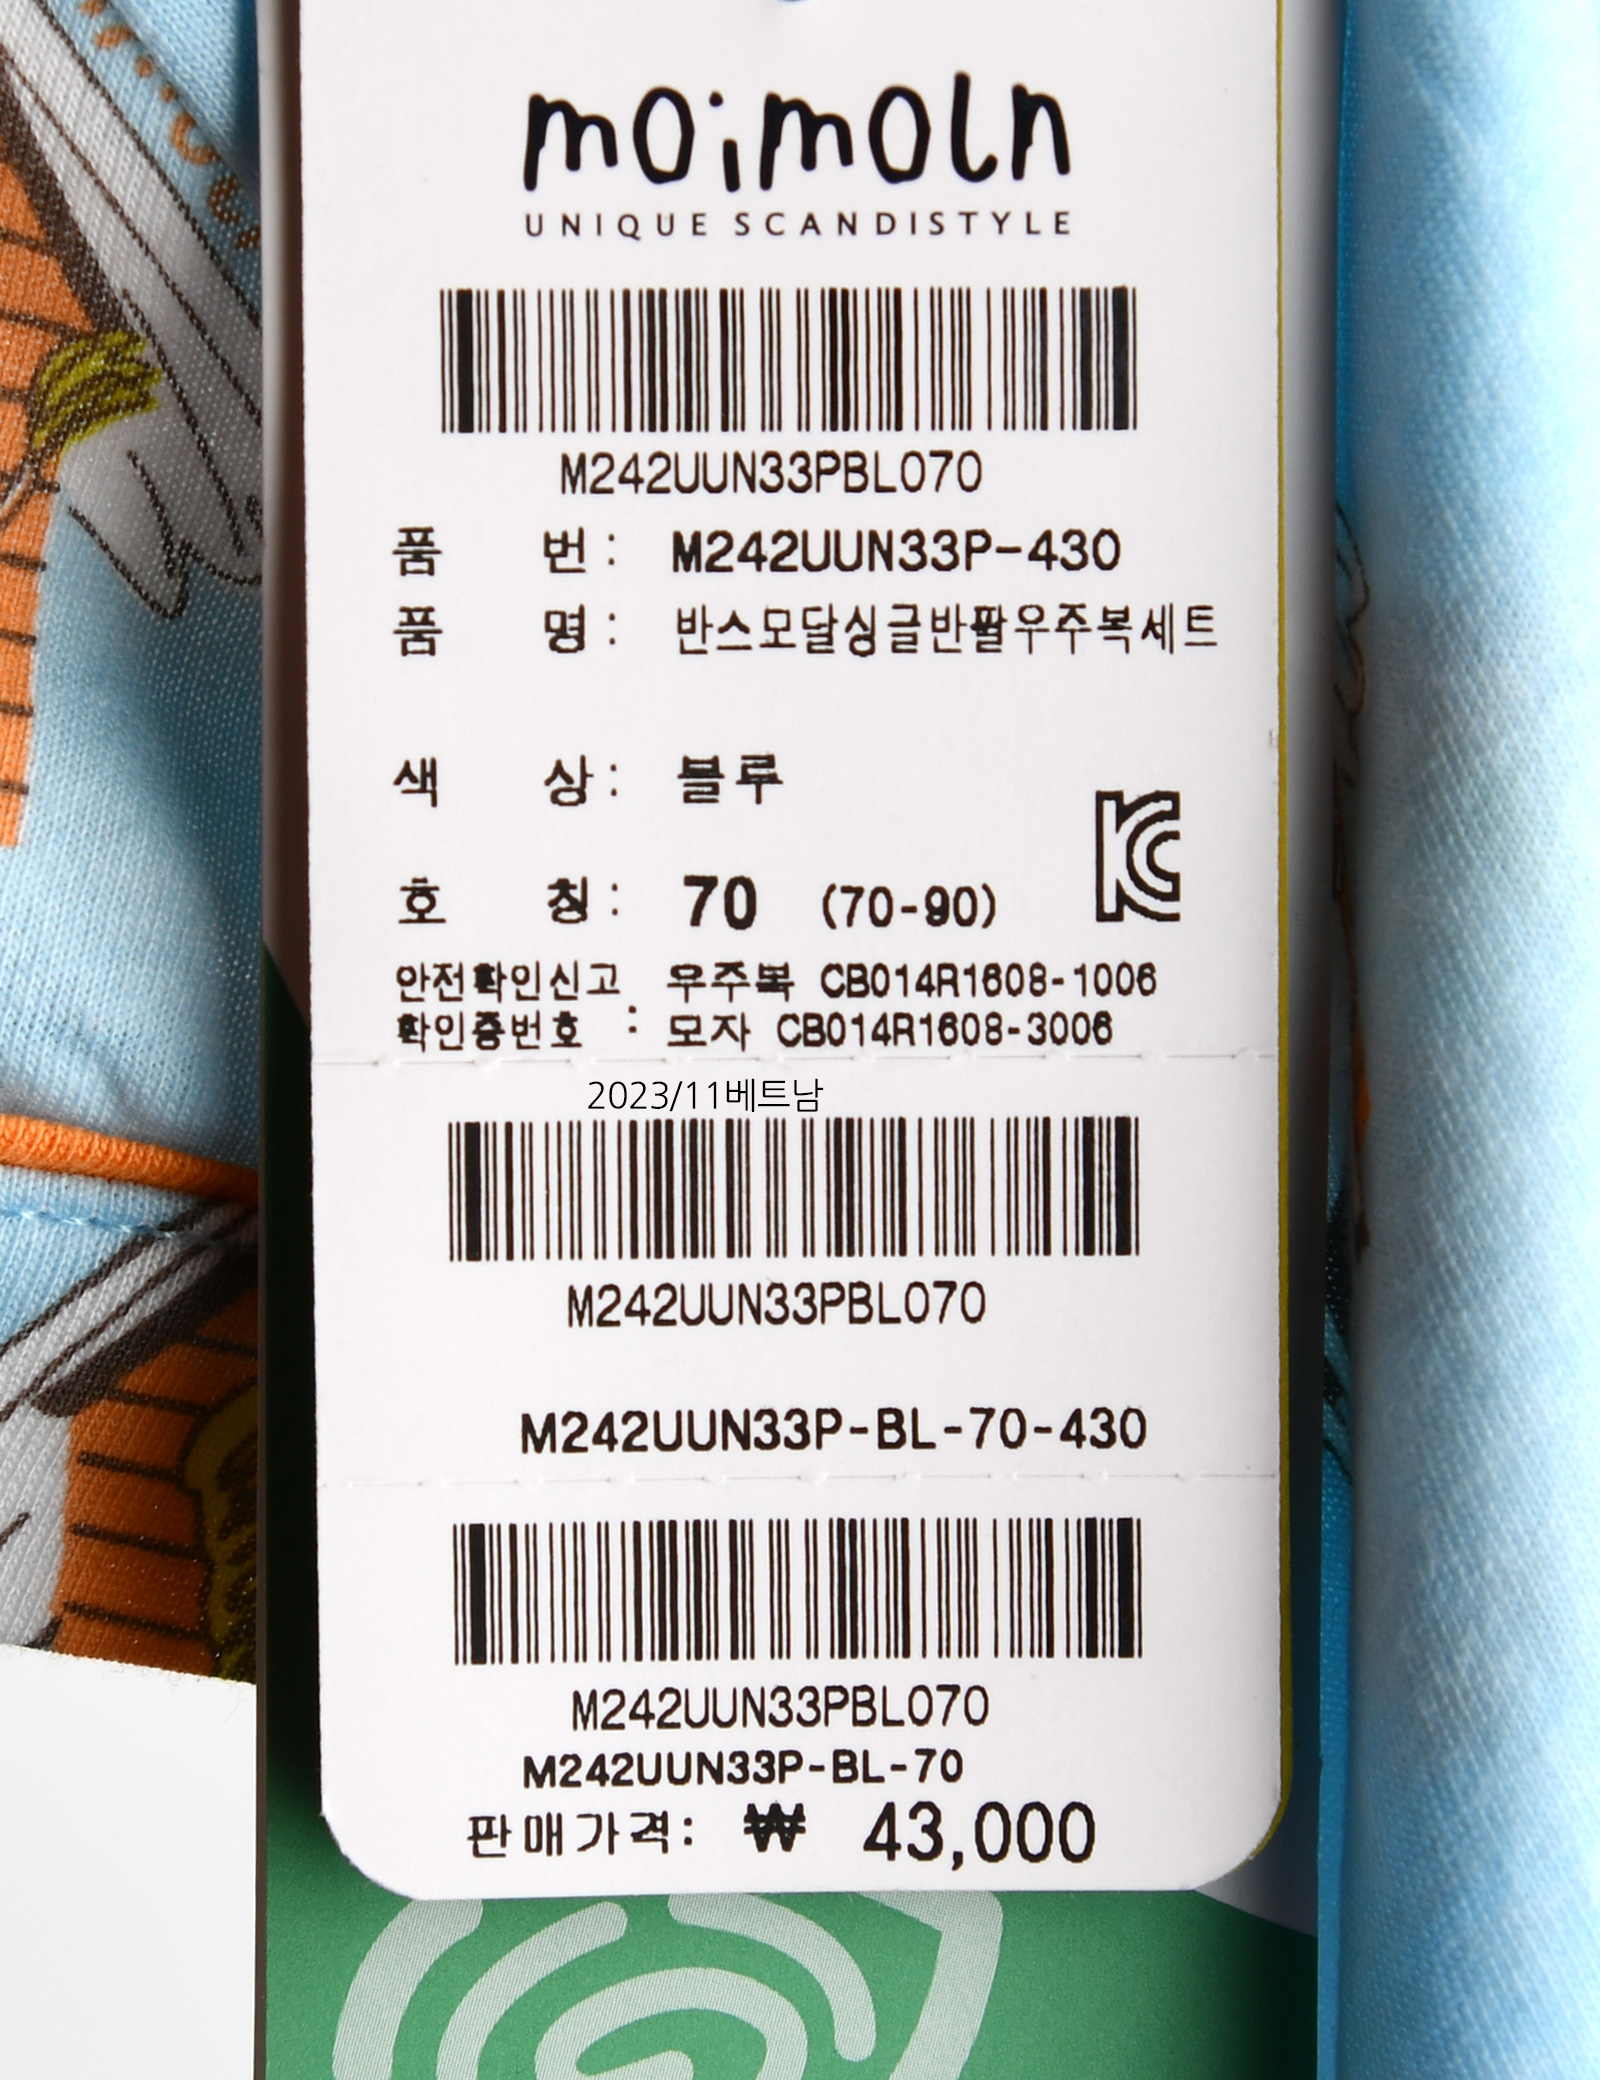 moimoln
UNIQUE SCANDISTYLE
M242UUN33PBL070
품 번 : M242UUN33P-430
품 명 : 반스모달싱글반팔우주복세트
색 상 : 블루
호 칭 : 70 (70-90)
안전확인신고 우주복 CB014R1608-1006
확인증번호 : 모자 CB014R1608-3006
2023/11베트남
M242UUN33PBL070
M242UUN33P-BL-70-430
M242UUN33PBL070
M242UUN33P-BL-70
판매가격: ₩ 43,000